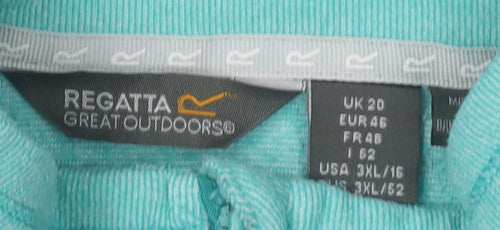 REGATTA
GREAT OUTDOORS®
UK 20
EUR 46
FR 48
I 52
USA 3XL/16
3XL/52